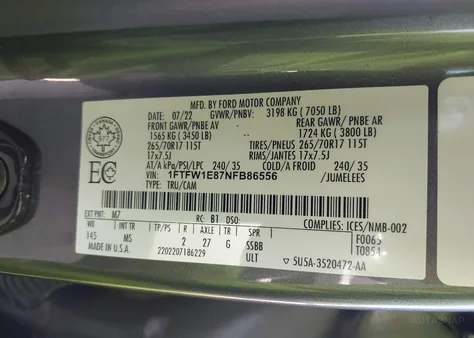 MFD. BY FORD MOTOR COMPANY
DATE: 07/22 GVWR/PNBV: 3198 KG ( 7050 LB)
FRONT GAWR/PNBE AV REAR GAWR/ PNBE AR
1565 KG ( 3450 LB) 1724 KG ( 3800 LB)
265/70R17 115T TIRES/PNEUS 265/70R17 115T
17x7.5J RIMS/JANTES 17x7.5J
AT/A kPa/PSI/LPC 240/ 35 COLD/A FROID 240/ 35
VIN: 1FTFW1E87NFB86556 /JUMELEES
TYPE: TRU/CAM
EC
EXT PNT: M7 RC: B1 DSO: COMPLIES: ICES/NMB-002
WB INT TR TP/PS R AXLE TR SPR F0065
145 MS 2 27 G SSBB T0854
MADE IN U.S.A. 2202207186229 ULT 5U5A-3520472-AA